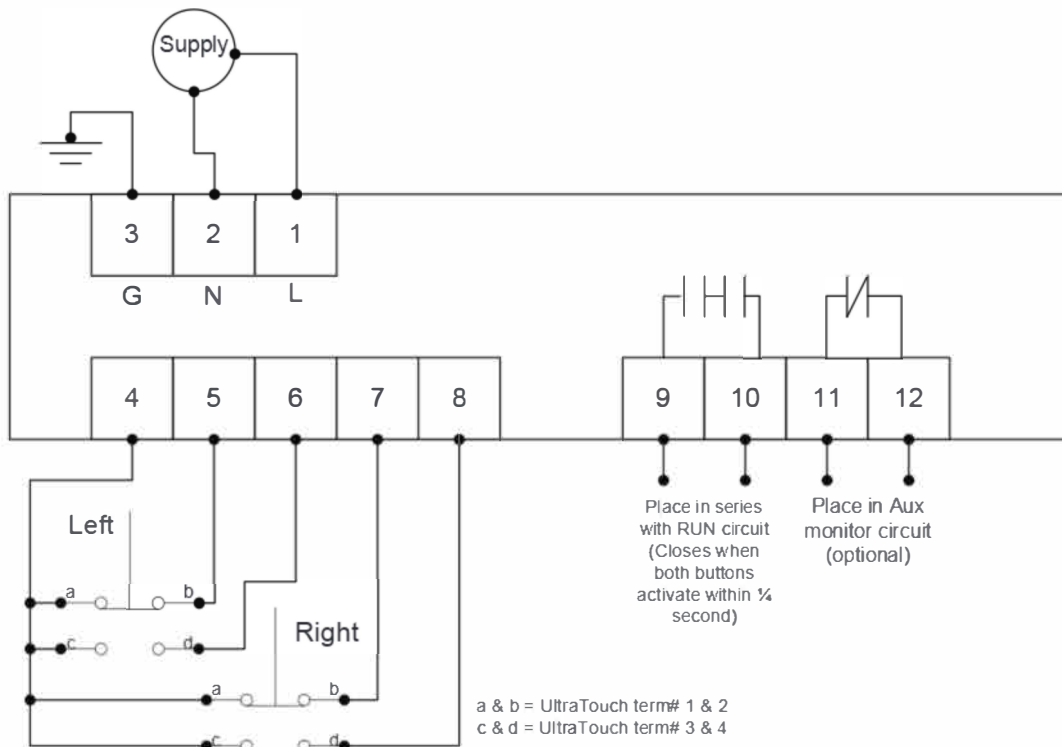 Supply
3 2 1
G N L
4 5 6 7 8
9 10 11 12
Left
a b
c d
Right
a b
c d
Place in series
with RUN circuit
(Closes when
both buttons
activate within ¼
second)
Place in Aux
monitor circuit
(optional)
a & b = UltraTouch term# 1 & 2
c & d = UltraTouch term# 3 & 4